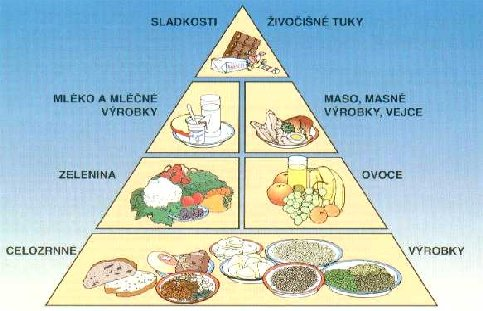 SLADKOSTI
ŽIVOČIŠNÉ TUKY
MLÉKO A MLÉČNÉ
VÝROBKY
MASO, MASNÉ
VÝROBKY, VEJCE
ZELENINA
OVOCE
CELOZRNNÉ
VÝROBKY